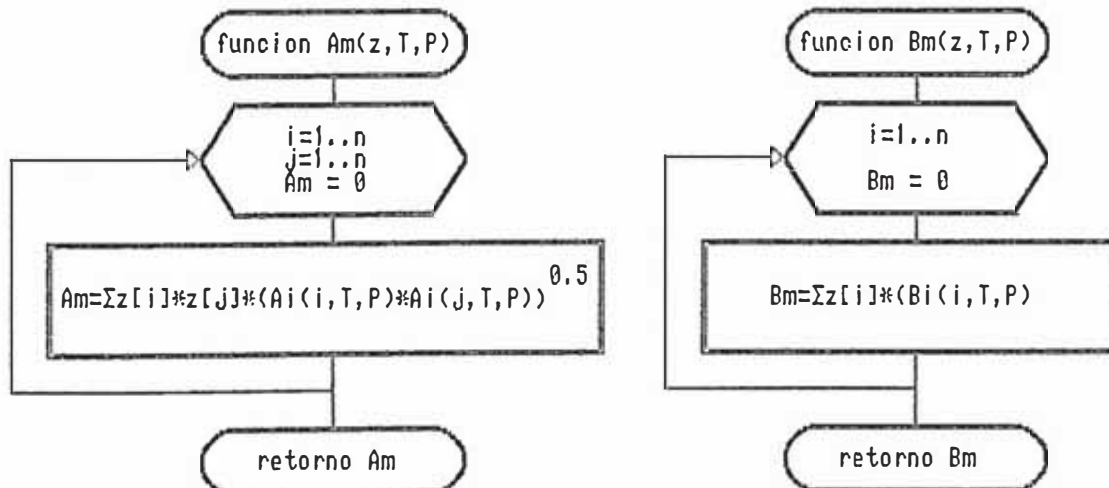 funcion Am(z,T,P)
i=1..n
j=1..n
Am = 0
Am=Σz[i]*z[j]*(Ai(i,T,P)*Ai(j,T,P))^0.5
retorno Am
funcion Bm(z,T,P)
i=1..n
Bm = 0
Bm=Σz[i]*(Bi(i,T,P)
retorno Bm